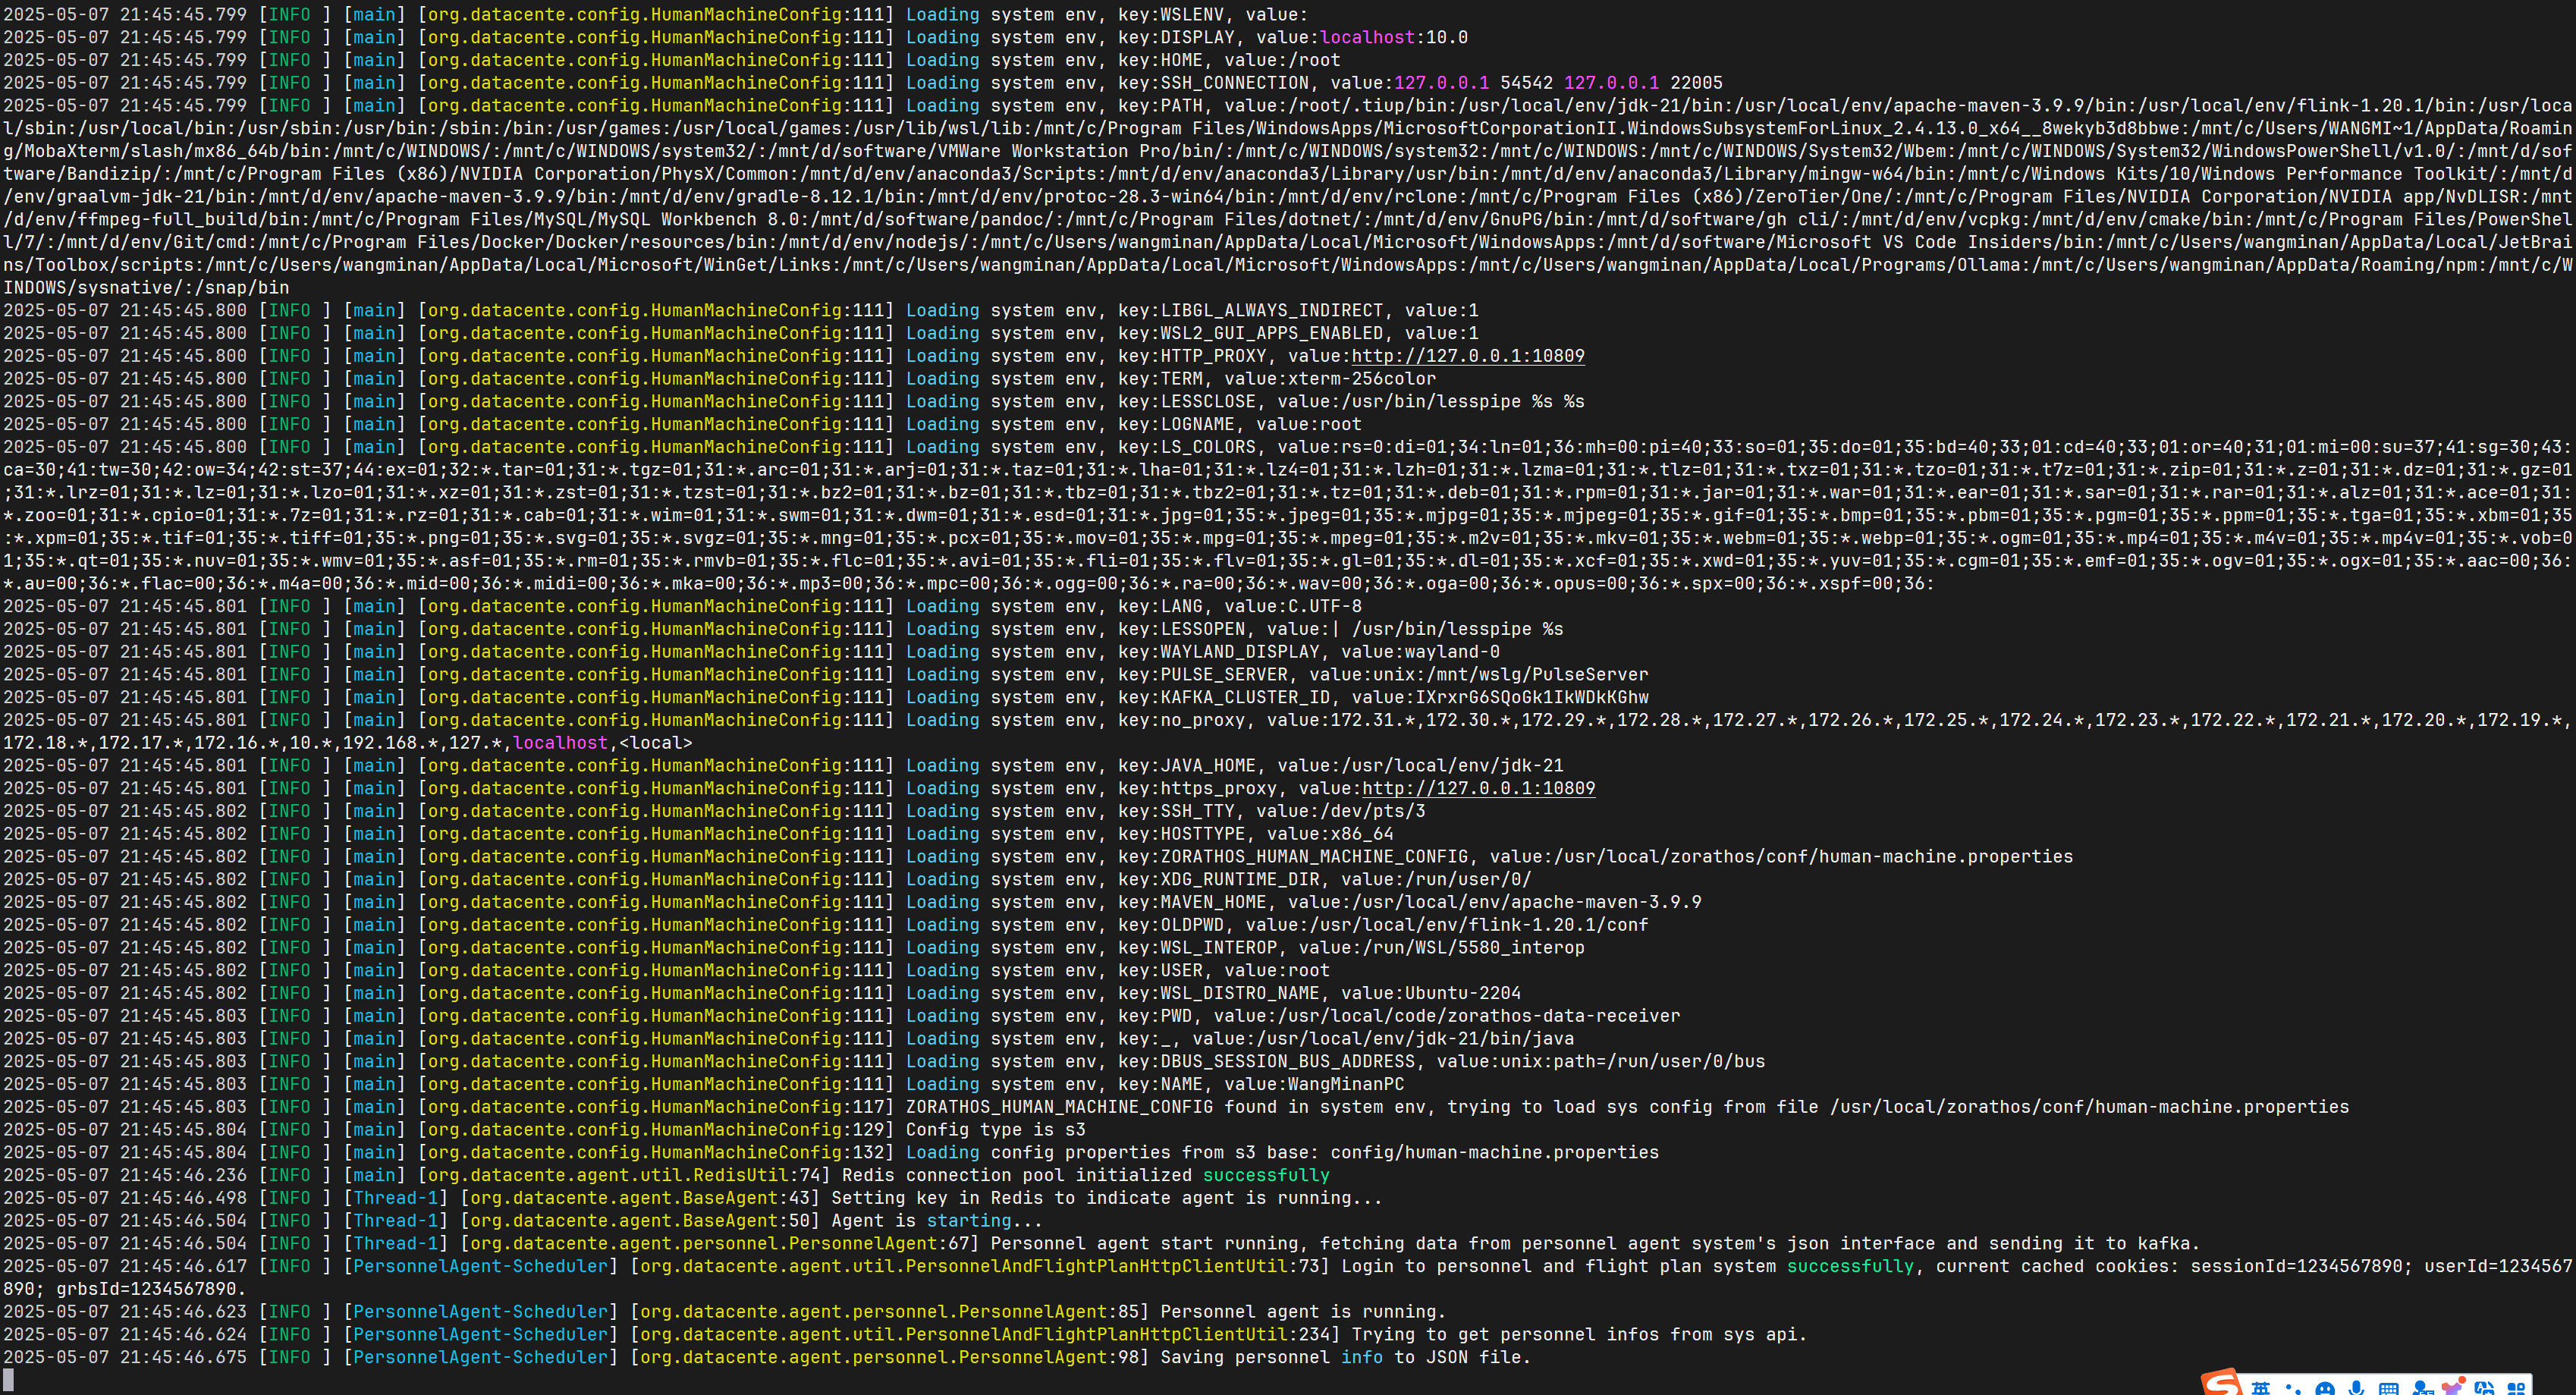 2025-05-07 21:45:45.799 [INFO ] [main] [org.datacente.config.HumanMachineConfig:111] Loading system env, key:WSLENV, value:
2025-05-07 21:45:45.799 [INFO ] [main] [org.datacente.config.HumanMachineConfig:111] Loading system env, key:DISPLAY, value:localhost:10.0
2025-05-07 21:45:45.799 [INFO ] [main] [org.datacente.config.HumanMachineConfig:111] Loading system env, key:HOME, value:/root
2025-05-07 21:45:45.799 [INFO ] [main] [org.datacente.config.HumanMachineConfig:111] Loading system env, key:SSH_CONNECTION, value:127.0.0.1 54542 127.0.0.1 22005
2025-05-07 21:45:45.799 [INFO ] [main] [org.datacente.config.HumanMachineConfig:111] Loading system env, key:PATH, value:/root/.tiup/bin:/usr/local/env/jdk-21/bin:/usr/local/env/apache-maven-3.9.9/bin:/usr/local/env/flink-1.20.1/bin:/usr/loca
l/sbin:/usr/local/bin:/usr/sbin:/usr/bin:/sbin:/bin:/usr/games:/usr/local/games:/usr/lib/wsl/lib:/mnt/c/Program Files/WindowsApps/MicrosoftCorporationII.WindowsSubsystemForLinux_2.4.13.0_x64__8wekyb3d8bbwe:/mnt/c/Users/WANGMI~1/AppData/Roamin
g/MobaXterm/slash/mx86_64b/bin:/mnt/c/WINDOWS/:/mnt/c/WINDOWS/system32/:/mnt/d/software/VMWare Workstation Pro/bin/:/mnt/c/WINDOWS/system32:/mnt/c/WINDOWS:/mnt/c/WINDOWS/System32/Wbem:/mnt/c/WINDOWS/System32/WindowsPowerShell/v1.0/:/mnt/d/sof
tware/Bandizip/:/mnt/c/Program Files (x86)/NVIDIA Corporation/PhysX/Common:/mnt/d/env/anaconda3/Scripts:/mnt/d/env/anaconda3/Library/usr/bin:/mnt/d/env/anaconda3/Library/mingw-w64/bin:/mnt/c/Windows Kits/10/Windows Performance Toolkit/:/mnt/d
/env/graalvm-jdk-21/bin:/mnt/d/env/apache-maven-3.9.9/bin:/mnt/d/env/gradle-8.12.1/bin:/mnt/d/env/protoc-28.3-win64/bin:/mnt/d/env/rclone:/mnt/c/Program Files (x86)/ZeroTier/One/:/mnt/c/Program Files/NVIDIA Corporation/NVIDIA app/NvDLISR:/mnt
/d/env/ffmpeg-full_build/bin:/mnt/c/Program Files/MySQL/MySQL Workbench 8.0:/mnt/d/software/pandoc/:/mnt/c/Program Files/dotnet/:/mnt/d/env/GnuPG/bin:/mnt/d/software/gh cli/:/mnt/d/env/vcpkg:/mnt/d/env/cmake/bin:/mnt/c/Program Files/PowerShel
l/7/:/mnt/d/env/Git/cmd:/mnt/c/Program Files/Docker/Docker/resources/bin:/mnt/d/env/nodejs/:/mnt/c/Users/wangminan/AppData/Local/Microsoft/WindowsApps:/mnt/d/software/Microsoft VS Code Insiders/bin:/mnt/c/Users/wangminan/AppData/Local/JetBrai
ns/Toolbox/scripts:/mnt/c/Users/wangminan/AppData/Local/Microsoft/WinGet/Links:/mnt/c/Users/wangminan/AppData/Local/Microsoft/WindowsApps:/mnt/c/Users/wangminan/AppData/Local/Programs/Ollama:/mnt/c/Users/wangminan/AppData/Roaming/npm:/mnt/c/W
INDOWS/sysnative/:/snap/bin
2025-05-07 21:45:45.800 [INFO ] [main] [org.datacente.config.HumanMachineConfig:111] Loading system env, key:LIBGL_ALWAYS_INDIRECT, value:1
2025-05-07 21:45:45.800 [INFO ] [main] [org.datacente.config.HumanMachineConfig:111] Loading system env, key:WSL2_GUI_APPS_ENABLED, value:1
2025-05-07 21:45:45.800 [INFO ] [main] [org.datacente.config.HumanMachineConfig:111] Loading system env, key:HTTP_PROXY, value:http://127.0.0.1:10809
2025-05-07 21:45:45.800 [INFO ] [main] [org.datacente.config.HumanMachineConfig:111] Loading system env, key:TERM, value:xterm-256color
2025-05-07 21:45:45.800 [INFO ] [main] [org.datacente.config.HumanMachineConfig:111] Loading system env, key:LESSCLOSE, value:/usr/bin/lesspipe %s %s
2025-05-07 21:45:45.800 [INFO ] [main] [org.datacente.config.HumanMachineConfig:111] Loading system env, key:LOGNAME, value:root
2025-05-07 21:45:45.800 [INFO ] [main] [org.datacente.config.HumanMachineConfig:111] Loading system env, key:LS_COLORS, value:rs=0:di=01;34:ln=01;36:mh=00:pi=40;33:so=01;35:do=01;35:bd=40;33;01:cd=40;33;01:or=40;31;01:mi=00:su=37;41:sg=30;43:
ca=30;41:tw=30;42:ow=34;42:st=37;44:ex=01;32:*.tar=01;31:*.tgz=01;31:*.arc=01;31:*.arj=01;31:*.taz=01;31:*.lha=01;31:*.lz4=01;31:*.lzh=01;31:*.lzma=01;31:*.tlz=01;31:*.txz=01;31:*.tzo=01;31:*.t7z=01;31:*.zip=01;31:*.z=01;31:*.dz=01;31:*.gz=01
;31:*.lrz=01;31:*.lz=01;31:*.lzo=01;31:*.xz=01;31:*.zst=01;31:*.tzst=01;31:*.bz2=01;31:*.bz=01;31:*.tbz=01;31:*.tbz2=01;31:*.tz=01;31:*.deb=01;31:*.rpm=01;31:*.jar=01;31:*.war=01;31:*.ear=01;31:*.sar=01;31:*.rar=01;31:*.alz=01;31:*.ace=01;31:
*.zoo=01;31:*.cpio=01;31:*.7z=01;31:*.rz=01;31:*.cab=01;31:*.wim=01;31:*.swm=01;31:*.dwm=01;31:*.esd=01;31:*.jpg=01;35:*.jpeg=01;35:*.mjpg=01;35:*.mjpeg=01;35:*.gif=01;35:*.bmp=01;35:*.pbm=01;35:*.pgm=01;35:*.ppm=01;35:*.tga=01;35:*.xbm=01;35
:*.xpm=01;35:*.tif=01;35:*.tiff=01;35:*.png=01;35:*.svg=01;35:*.svgz=01;35:*.mng=01;35:*.pcx=01;35:*.mov=01;35:*.mpg=01;35:*.mpeg=01;35:*.m2v=01;35:*.mkv=01;35:*.webm=01;35:*.webp=01;35:*.ogm=01;35:*.mp4=01;35:*.m4v=01;35:*.mp4v=01;35:*.vob=0
1;35:*.qt=01;35:*.nuv=01;35:*.wmv=01;35:*.asf=01;35:*.rm=01;35:*.rmvb=01;35:*.flc=01;35:*.avi=01;35:*.fli=01;35:*.flv=01;35:*.gl=01;35:*.dl=01;35:*.xcf=01;35:*.xwd=01;35:*.yuv=01;35:*.cgm=01;35:*.emf=01;35:*.ogv=01;35:*.ogx=01;35:*.aac=00;36:
*.au=00;36:*.flac=00;36:*.m4a=00;36:*.mid=00;36:*.midi=00;36:*.mka=00;36:*.mp3=00;36:*.mpc=00;36:*.ogg=00;36:*.ra=00;36:*.wav=00;36:*.oga=00;36:*.opus=00;36:*.spx=00;36:*.xspf=00;36:
2025-05-07 21:45:45.801 [INFO ] [main] [org.datacente.config.HumanMachineConfig:111] Loading system env, key:LANG, value:C.UTF-8
2025-05-07 21:45:45.801 [INFO ] [main] [org.datacente.config.HumanMachineConfig:111] Loading system env, key:LESSOPEN, value:| /usr/bin/lesspipe %s
2025-05-07 21:45:45.801 [INFO ] [main] [org.datacente.config.HumanMachineConfig:111] Loading system env, key:WAYLAND_DISPLAY, value:wayland-0
2025-05-07 21:45:45.801 [INFO ] [main] [org.datacente.config.HumanMachineConfig:111] Loading system env, key:PULSE_SERVER, value:unix:/mnt/wslg/PulseServer
2025-05-07 21:45:45.801 [INFO ] [main] [org.datacente.config.HumanMachineConfig:111] Loading system env, key:KAFKA_CLUSTER_ID, value:IXrxrG6SQoGk1IkWDkKGhw
2025-05-07 21:45:45.801 [INFO ] [main] [org.datacente.config.HumanMachineConfig:111] Loading system env, key:no_proxy, value:172.31.*,172.30.*,172.29.*,172.28.*,172.27.*,172.26.*,172.25.*,172.24.*,172.23.*,172.22.*,172.21.*,172.20.*,172.19.*,
172.18.*,172.17.*,172.16.*,10.*,192.168.*,127.*,localhost,<local>
2025-05-07 21:45:45.801 [INFO ] [main] [org.datacente.config.HumanMachineConfig:111] Loading system env, key:JAVA_HOME, value:/usr/local/env/jdk-21
2025-05-07 21:45:45.801 [INFO ] [main] [org.datacente.config.HumanMachineConfig:111] Loading system env, key:https_proxy, value:http://127.0.0.1:10809
2025-05-07 21:45:45.802 [INFO ] [main] [org.datacente.config.HumanMachineConfig:111] Loading system env, key:SSH_TTY, value:/dev/pts/3
2025-05-07 21:45:45.802 [INFO ] [main] [org.datacente.config.HumanMachineConfig:111] Loading system env, key:HOSTTYPE, value:x86_64
2025-05-07 21:45:45.802 [INFO ] [main] [org.datacente.config.HumanMachineConfig:111] Loading system env, key:ZORATHOS_HUMAN_MACHINE_CONFIG, value:/usr/local/zorathos/conf/human-machine.properties
2025-05-07 21:45:45.802 [INFO ] [main] [org.datacente.config.HumanMachineConfig:111] Loading system env, key:XDG_RUNTIME_DIR, value:/run/user/0/
2025-05-07 21:45:45.802 [INFO ] [main] [org.datacente.config.HumanMachineConfig:111] Loading system env, key:MAVEN_HOME, value:/usr/local/env/apache-maven-3.9.9
2025-05-07 21:45:45.802 [INFO ] [main] [org.datacente.config.HumanMachineConfig:111] Loading system env, key:OLDPWD, value:/usr/local/env/flink-1.20.1/conf
2025-05-07 21:45:45.802 [INFO ] [main] [org.datacente.config.HumanMachineConfig:111] Loading system env, key:WSL_INTEROP, value:/run/WSL/5580_interop
2025-05-07 21:45:45.802 [INFO ] [main] [org.datacente.config.HumanMachineConfig:111] Loading system env, key:USER, value:root
2025-05-07 21:45:45.802 [INFO ] [main] [org.datacente.config.HumanMachineConfig:111] Loading system env, key:WSL_DISTRO_NAME, value:Ubuntu-2204
2025-05-07 21:45:45.803 [INFO ] [main] [org.datacente.config.HumanMachineConfig:111] Loading system env, key:PWD, value:/usr/local/code/zorathos-data-receiver
2025-05-07 21:45:45.803 [INFO ] [main] [org.datacente.config.HumanMachineConfig:111] Loading system env, key:_, value:/usr/local/env/jdk-21/bin/java
2025-05-07 21:45:45.803 [INFO ] [main] [org.datacente.config.HumanMachineConfig:111] Loading system env, key:DBUS_SESSION_BUS_ADDRESS, value:unix:path=/run/user/0/bus
2025-05-07 21:45:45.803 [INFO ] [main] [org.datacente.config.HumanMachineConfig:111] Loading system env, key:NAME, value:WangMinanPC
2025-05-07 21:45:45.803 [INFO ] [main] [org.datacente.config.HumanMachineConfig:117] ZORATHOS_HUMAN_MACHINE_CONFIG found in system env, trying to load sys config from file /usr/local/zorathos/conf/human-machine.properties
2025-05-07 21:45:45.804 [INFO ] [main] [org.datacente.config.HumanMachineConfig:129] Config type is s3
2025-05-07 21:45:45.804 [INFO ] [main] [org.datacente.config.HumanMachineConfig:132] Loading config properties from s3 base: config/human-machine.properties
2025-05-07 21:45:46.236 [INFO ] [main] [org.datacente.agent.util.RedisUtil:74] Redis connection pool initialized successfully
2025-05-07 21:45:46.498 [INFO ] [Thread-1] [org.datacente.agent.BaseAgent:43] Setting key in Redis to indicate agent is running...
2025-05-07 21:45:46.504 [INFO ] [Thread-1] [org.datacente.agent.BaseAgent:50] Agent is starting...
2025-05-07 21:45:46.504 [INFO ] [Thread-1] [org.datacente.agent.personnel.PersonnelAgent:67] Personnel agent start running, fetching data from personnel agent system's json interface and sending it to kafka.
2025-05-07 21:45:46.617 [INFO ] [PersonnelAgent-Scheduler] [org.datacente.agent.util.PersonnelAndFlightPlanHttpClientUtil:73] Login to personnel and flight plan system successfully, current cached cookies: sessionId=1234567890; userId=1234567
890; grbsId=1234567890.
2025-05-07 21:45:46.623 [INFO ] [PersonnelAgent-Scheduler] [org.datacente.agent.personnel.PersonnelAgent:85] Personnel agent is running.
2025-05-07 21:45:46.624 [INFO ] [PersonnelAgent-Scheduler] [org.datacente.agent.util.PersonnelAndFlightPlanHttpClientUtil:234] Trying to get personnel infos from sys api.
2025-05-07 21:45:46.675 [INFO ] [PersonnelAgent-Scheduler] [org.datacente.agent.personnel.PersonnelAgent:98] Saving personnel info to JSON file.
英